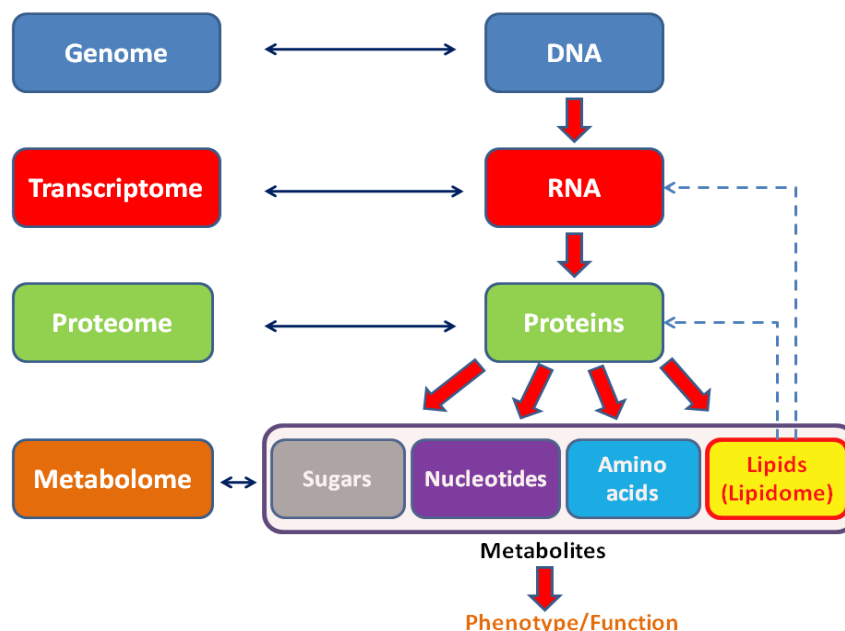 Genome
DNA
Transcriptome
RNA
Proteome
Proteins
Metabolome
Sugars
Nucleotides
Amino
acids
Lipids
(Lipidome)
Metabolites
Phenotype/Function